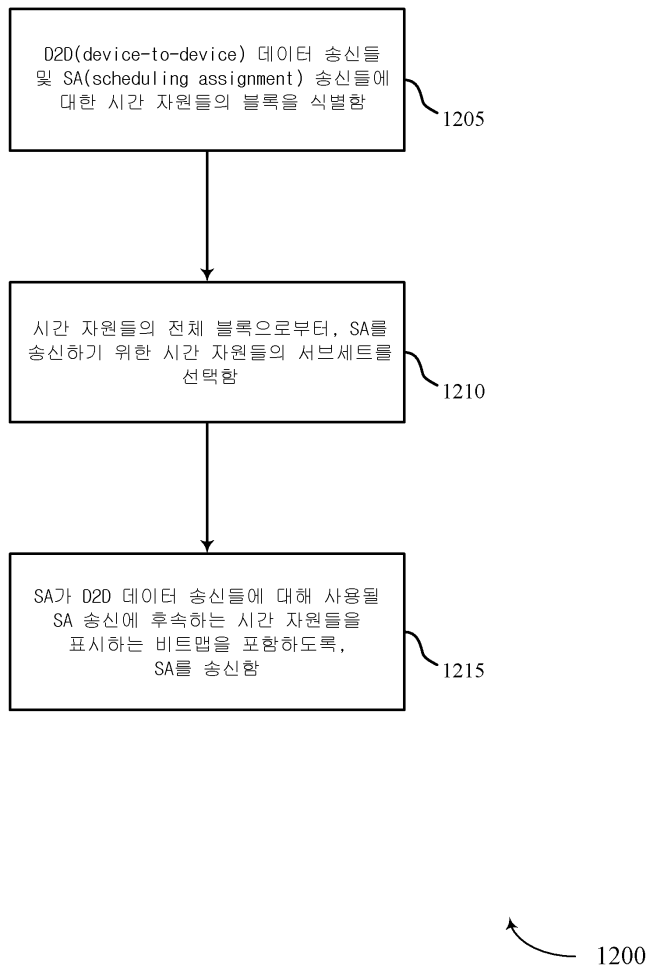 D2D(device-to-device) 데이터 송신들
및 SA(scheduling assignment) 송신들에
대한 시간 자원들의 블록을 식별함
1205
시간 자원들의 전체 블록으로부터, SA를
송신하기 위한 시간 자원들의 서브세트를
선택함
1210
SA가 D2D 데이터 송신들에 대해 사용될
SA 송신에 후속하는 시간 자원들을
표시하는 비트맵을 포함하도록,
SA를 송신함
1215
1200